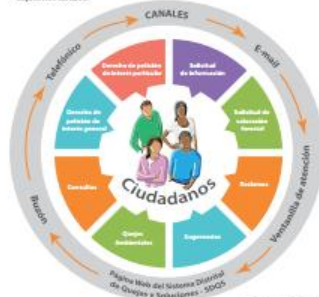 CANALES
E-mail
Ventanilla de atención
Página Web del Sistema Distrital
de Quejas y Soluciones - SDQS
Buzón
Telefónico
Derecho de petición
de interés particular
Solicitud
de información
Solicitud de
Reclamos
Sugerencias
Quejas
Ambientales
Consultas
Derecho de
petición de
interés general
Ciudadanos